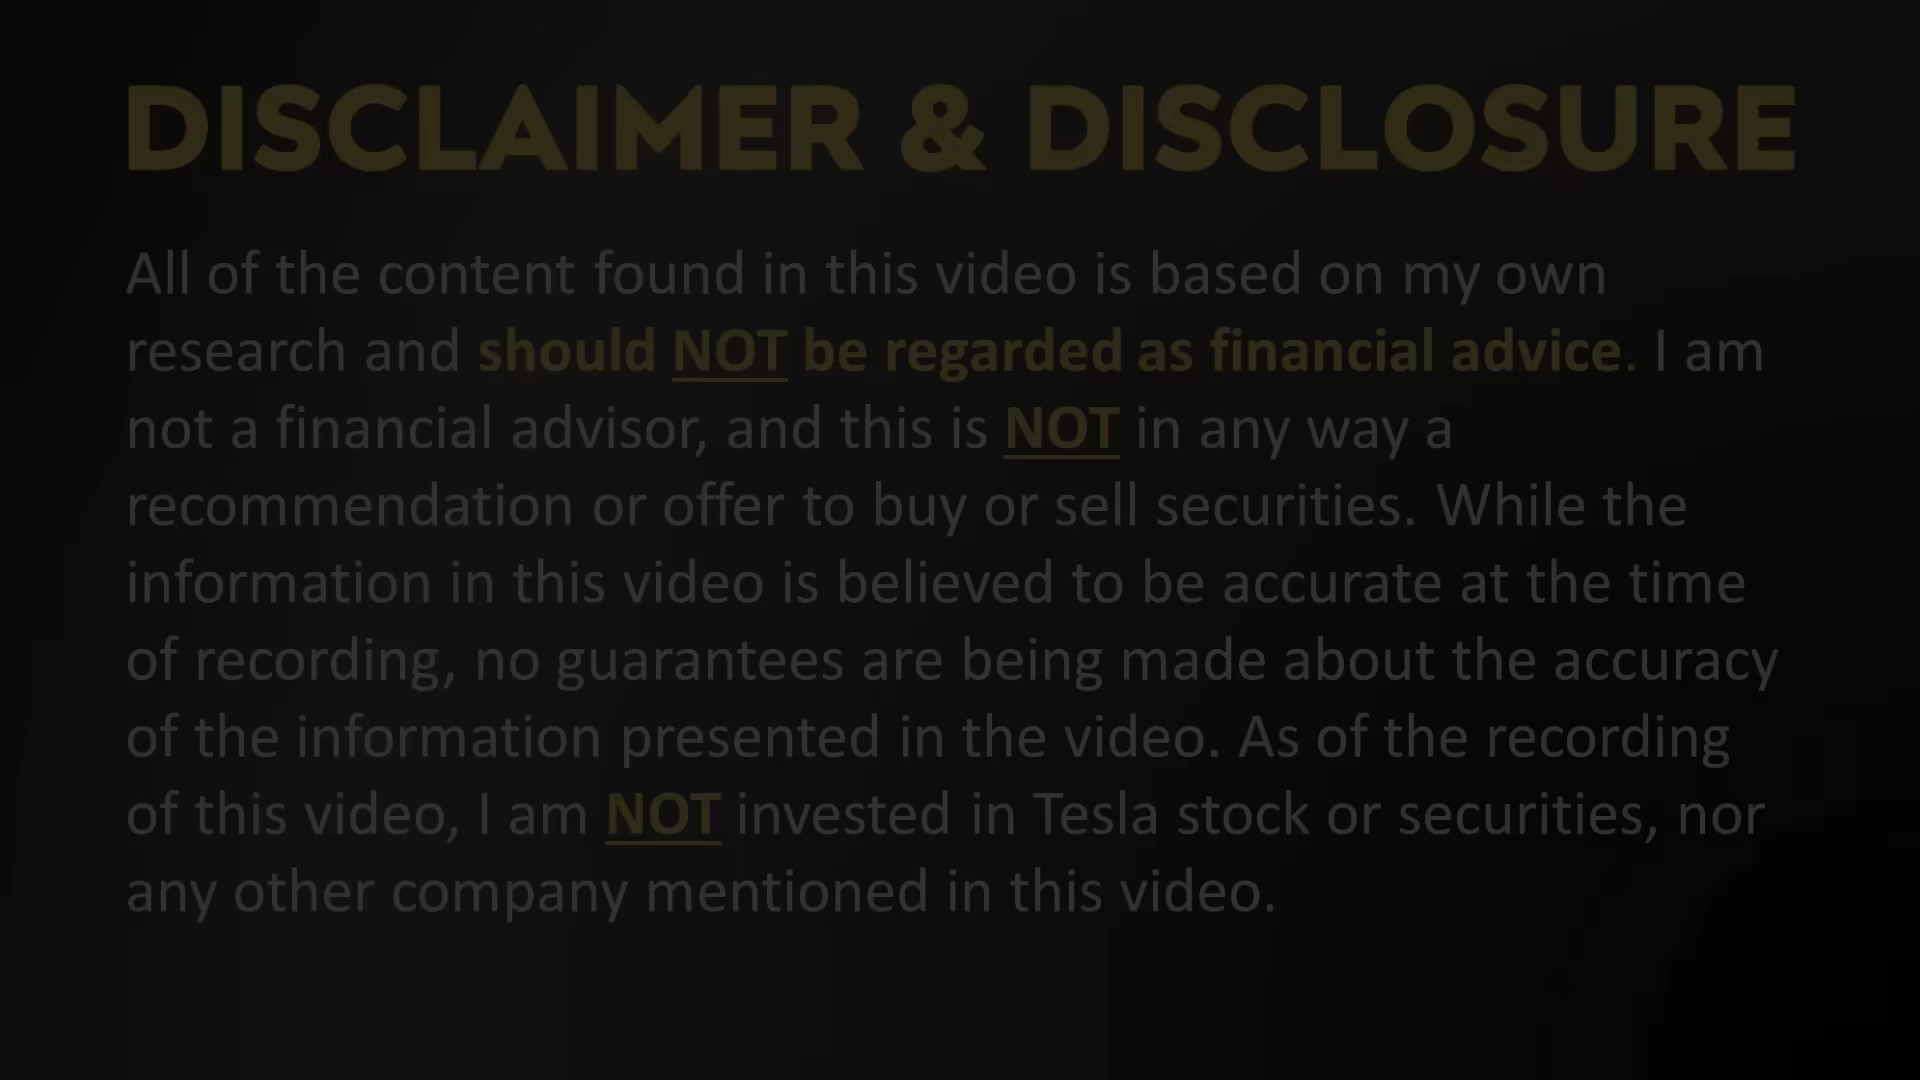 DISCLAIMER & DISCLOSURE
All of the content found in this video is based on my own
research and should NOT be regarded as financial advice. I am
not a financial advisor, and this is NOT in any way a
recommendation or offer to buy or sell securities. While the
information in this video is believed to be accurate at the time
of recording, no guarantees are being made about the accuracy
of the information presented in the video. As of the recording
of this video, I am NOT invested in Tesla stock or securities, nor
any other company mentioned in this video.